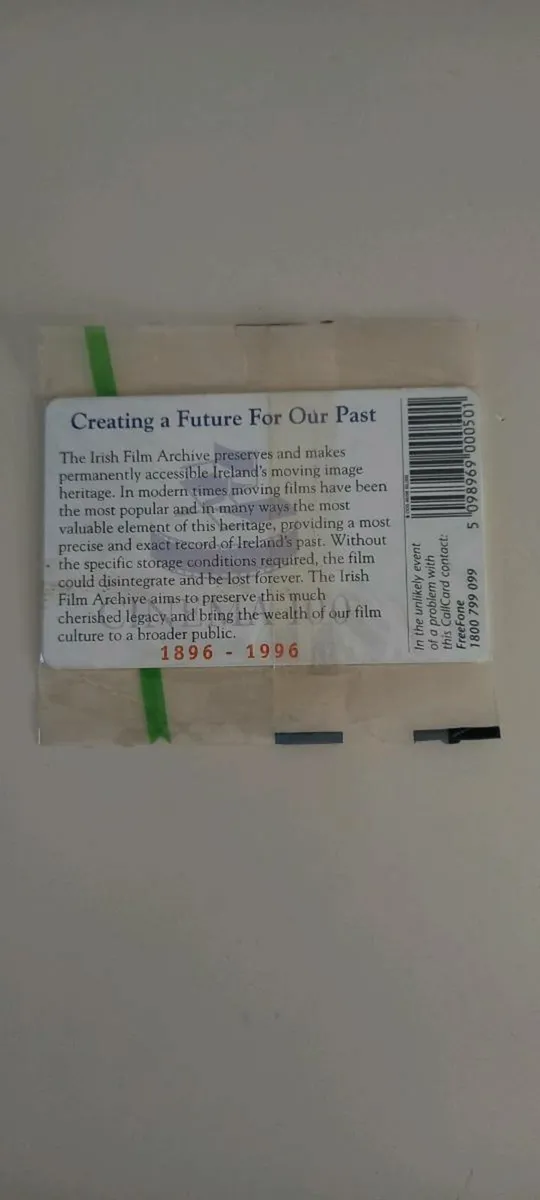 Creating a Future For Our Past
The Irish Film Archive preserves and makes
permanently accessible Ireland's moving image
heritage. In modern times moving films have been
the most popular and in many ways the most
valuable element of this heritage, providing a most
precise and exact record of Ireland's past. Without
the specific storage conditions required, the film
could disintegrate and be lost forever. The Irish
Film Archive aims to preserve this much
cherished legacy and bring the wealth of our film
culture to a broader public.
CINEMA
1896 - 1996
5 098969 000501
In the unlikely event
of a problem with
this CallCard contact:
FreeFone
1800 799 099